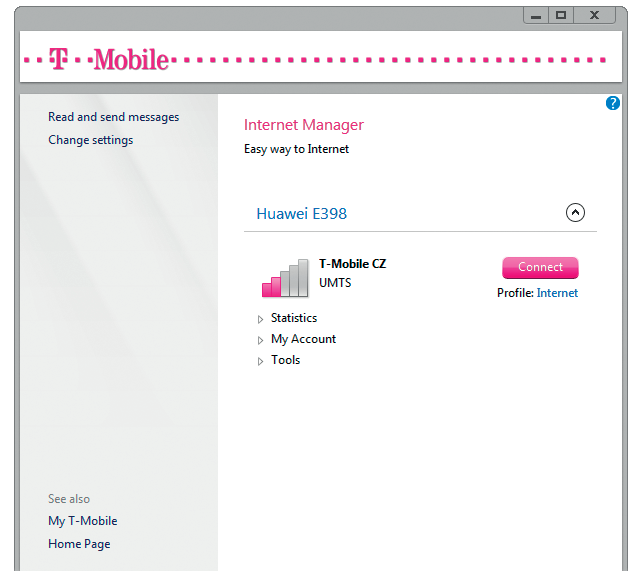 T · · Mobile
?
Read and send messages
Change settings
Internet Manager
Easy way to Internet
Huawei E398
T-Mobile CZ
UMTS
Connect
Profile: Internet
Statistics
My Account
Tools
See also
My T-Mobile
Home Page